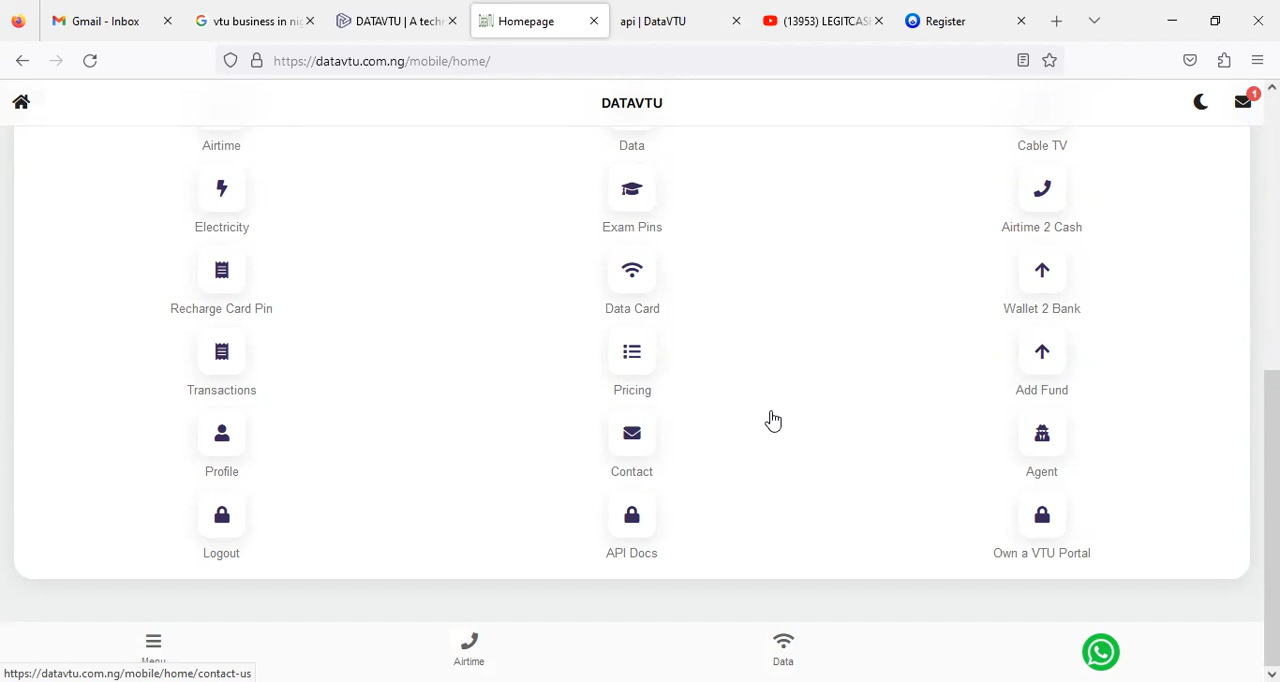 Gmail - Inbox
vtu business in ni
DATAVTU | A tech
Homepage
api | DataVTU
(13953) LEGITCAS
Register
https://datavtu.com.ng/mobile/home/
DATAVTU
1
Airtime
Data
Cable TV
Electricity
Exam Pins
Airtime 2 Cash
Recharge Card Pin
Data Card
Wallet 2 Bank
Transactions
Pricing
Add Fund
Profile
Contact
Agent
Logout
API Docs
Own a VTU Portal
Menu
Airtime
Data
https://datavtu.com.ng/mobile/home/contact-us